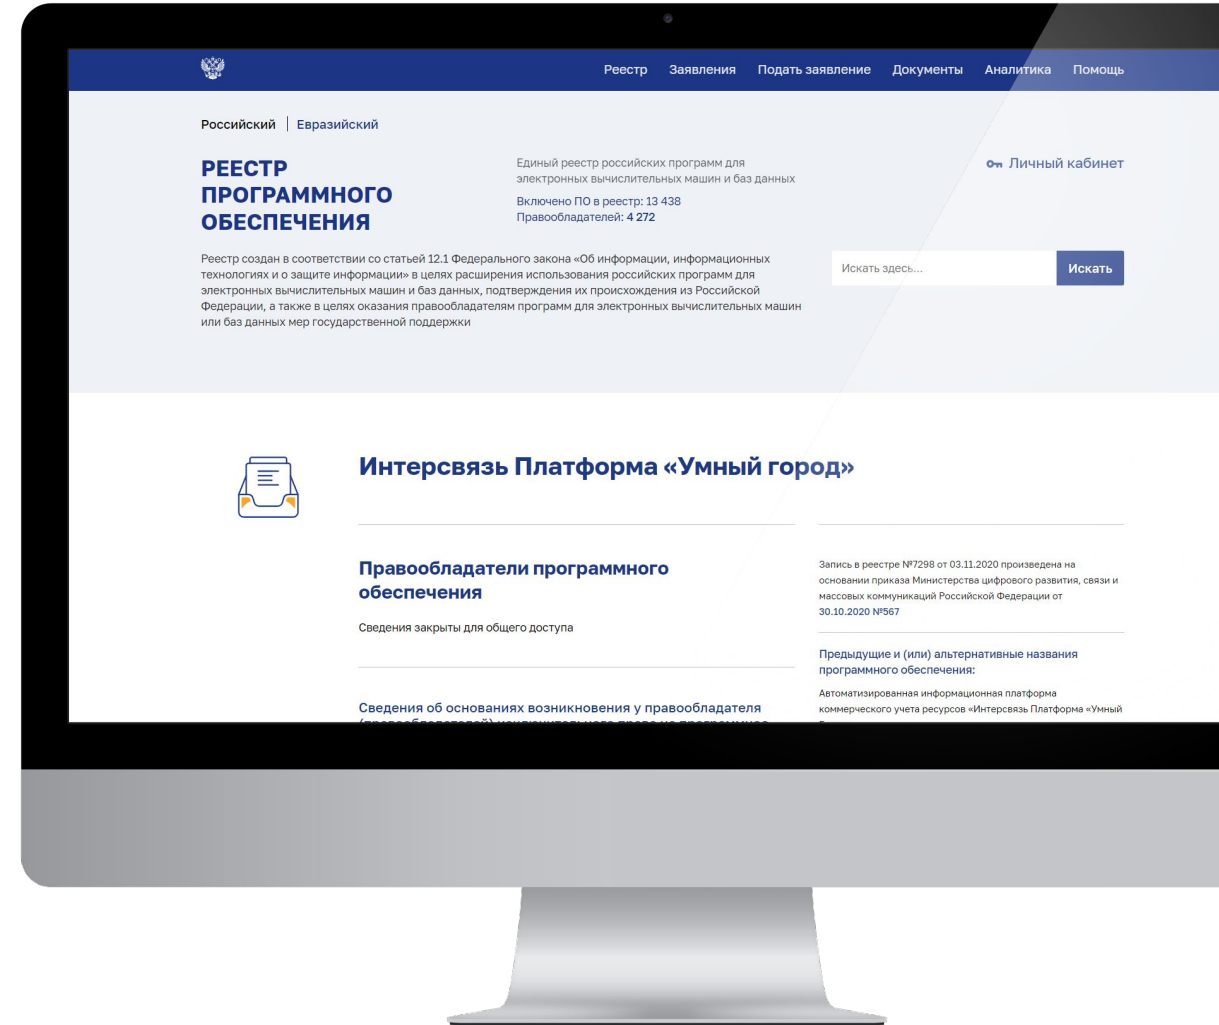 Реестр Заявления Подать заявление Документы Аналитика Помощь
Российский Евразийский
РЕЕСТР
ПРОГРАММНОГО
ОБЕСПЕЧЕНИЯ
Единый реестр российских программ для
электронных вычислительных машин и баз данных
Включено ПО в реестр: 13 438
Правообладателей: 4 272
Личный кабинет
Реестр создан в соответствии со статьей 12.1 Федерального закона «Об информации, информационных
технологиях и о защите информации» в целях расширения использования российских программ для
электронных вычислительных машин и баз данных, подтверждения их происхождения из Российской
Федерации, а также в целях оказания правообладателям программ для электронных вычислительных машин
или баз данных мер государственной поддержки
Искать здесь...
Искать
Интерсвязь Платформа «Умный город»
Правообладатели программного
обеспечения
Сведения закрыты для общего доступа
Сведения об основаниях возникновения у правообладателя
Запись в реестре №7298 от 03.11.2020 произведена на
основании приказа Министерства цифрового развития, связи и
массовых коммуникаций Российской Федерации от
30.10.2020 №567
Предыдущие и (или) альтернативные названия
программного обеспечения:
Автоматизированная информационная платформа
коммерческого учета ресурсов «Интерсвязь Платформа «Умный